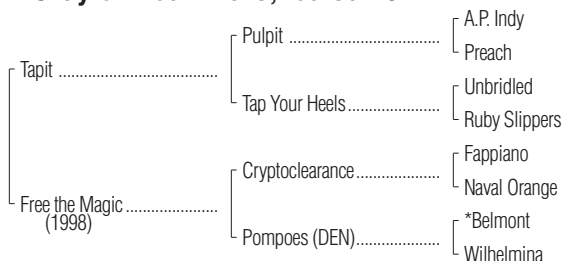 A.P. Indy
Pulpit ........................................
Preach
Tapit ..........................................
Unbridled
Tap Your Heels........................
Ruby Slippers
Fappiano
Cryptoclearance......................
Naval Orange
Free the Magic ........................
(1998)
*Belmont
Pompoes (DEN)......................
Wilhelmina